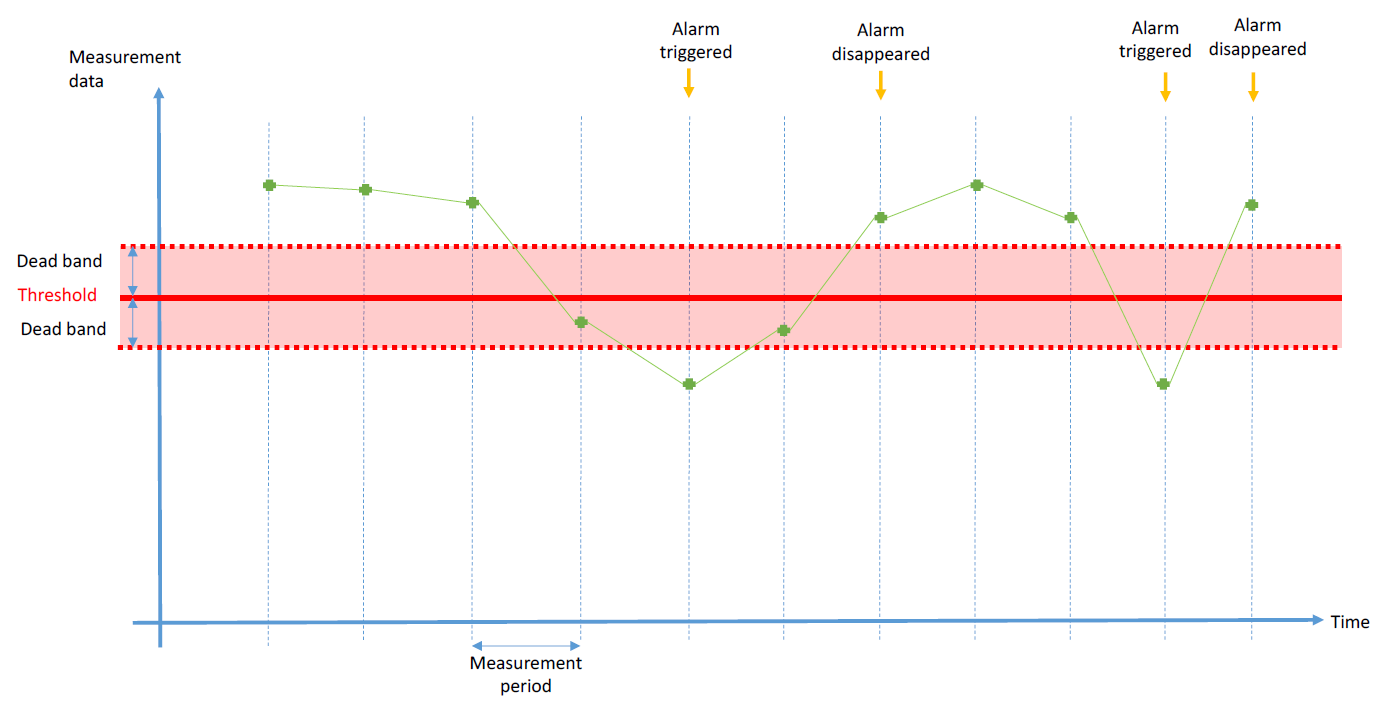 Alarm
triggered
Alarm
disappeared
Alarm
triggered
Alarm
disappeared
Measurement
data
Dead band
Threshold
Dead band
Time
Measurement
period